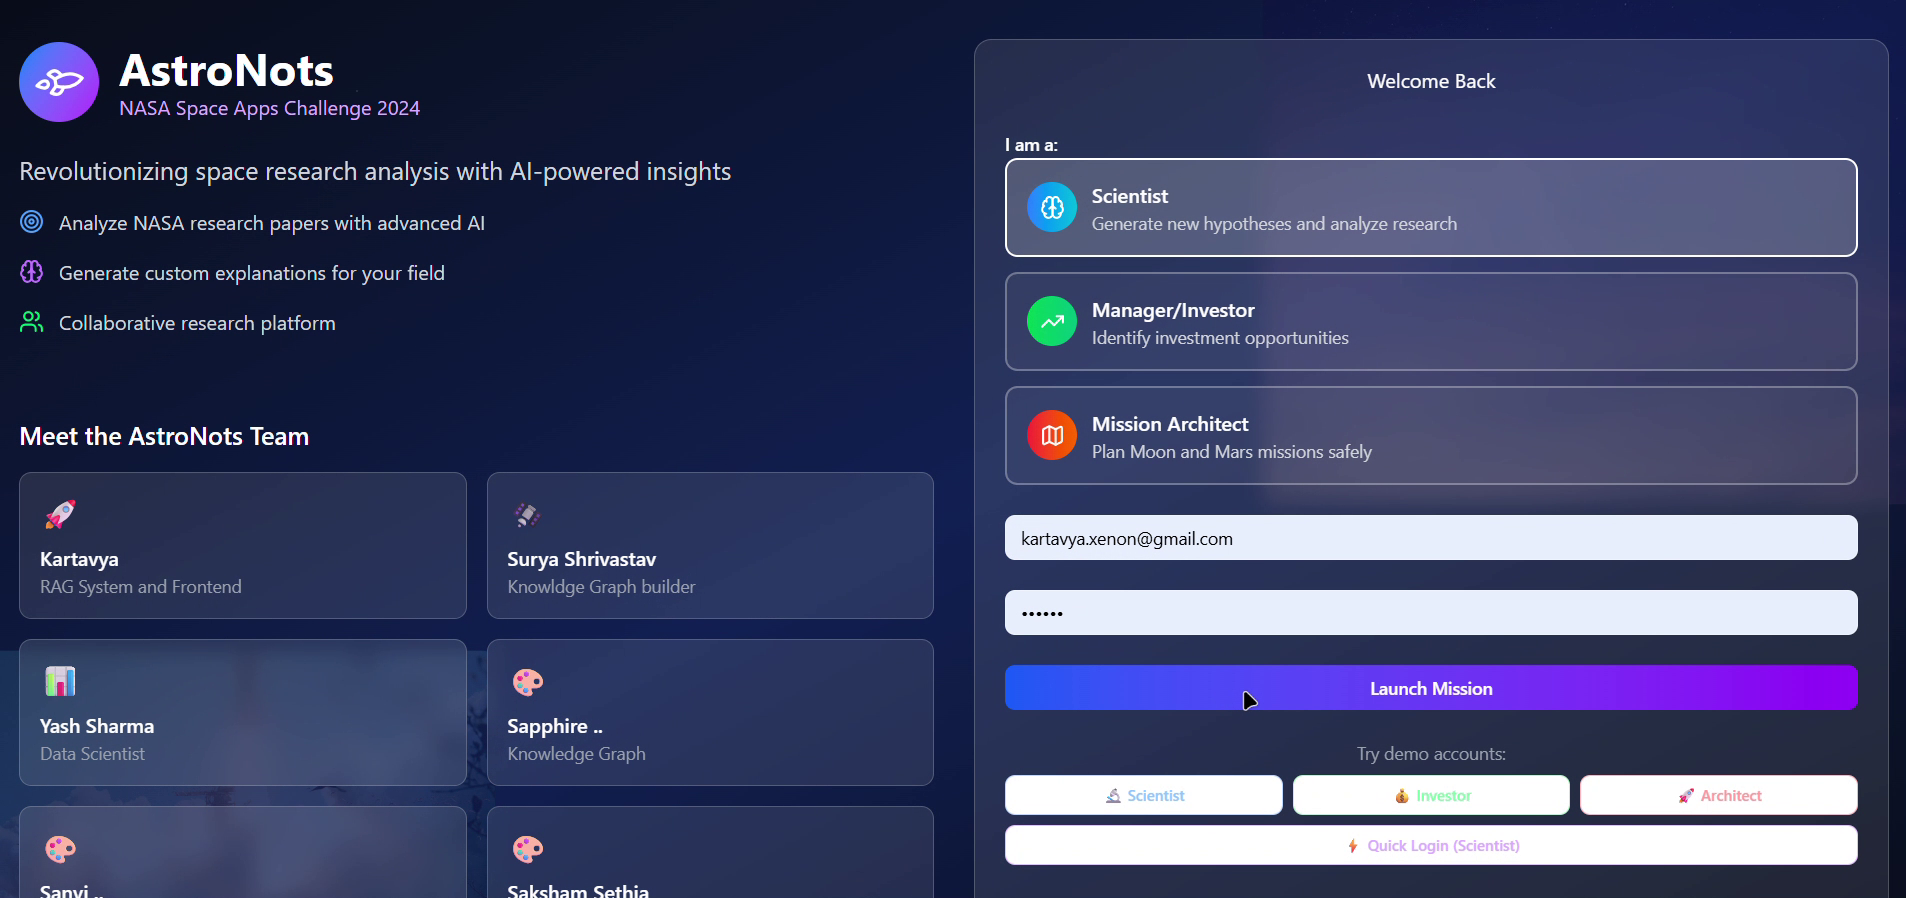 AstroNots
NASA Space Apps Challenge 2024
Revolutionizing space research analysis with AI-powered insights
Analyze NASA research papers with advanced AI
Generate custom explanations for your field
Collaborative research platform
Meet the AstroNots Team
Kartavya
RAG System and Frontend
Surya Shrivastav
Knowldge Graph builder
Yash Sharma
Data Scientist
Sapphire ..
Knowledge Graph
Sanvi ..
Saksham Sethia
Welcome Back
I am a:
Scientist
Generate new hypotheses and analyze research
Manager/Investor
Identify investment opportunities
Mission Architect
Plan Moon and Mars missions safely
kartavya.xenon@gmail.com
••••••
Launch Mission
Try demo accounts:
Scientist
Investor
Architect
Quick Login (Scientist)